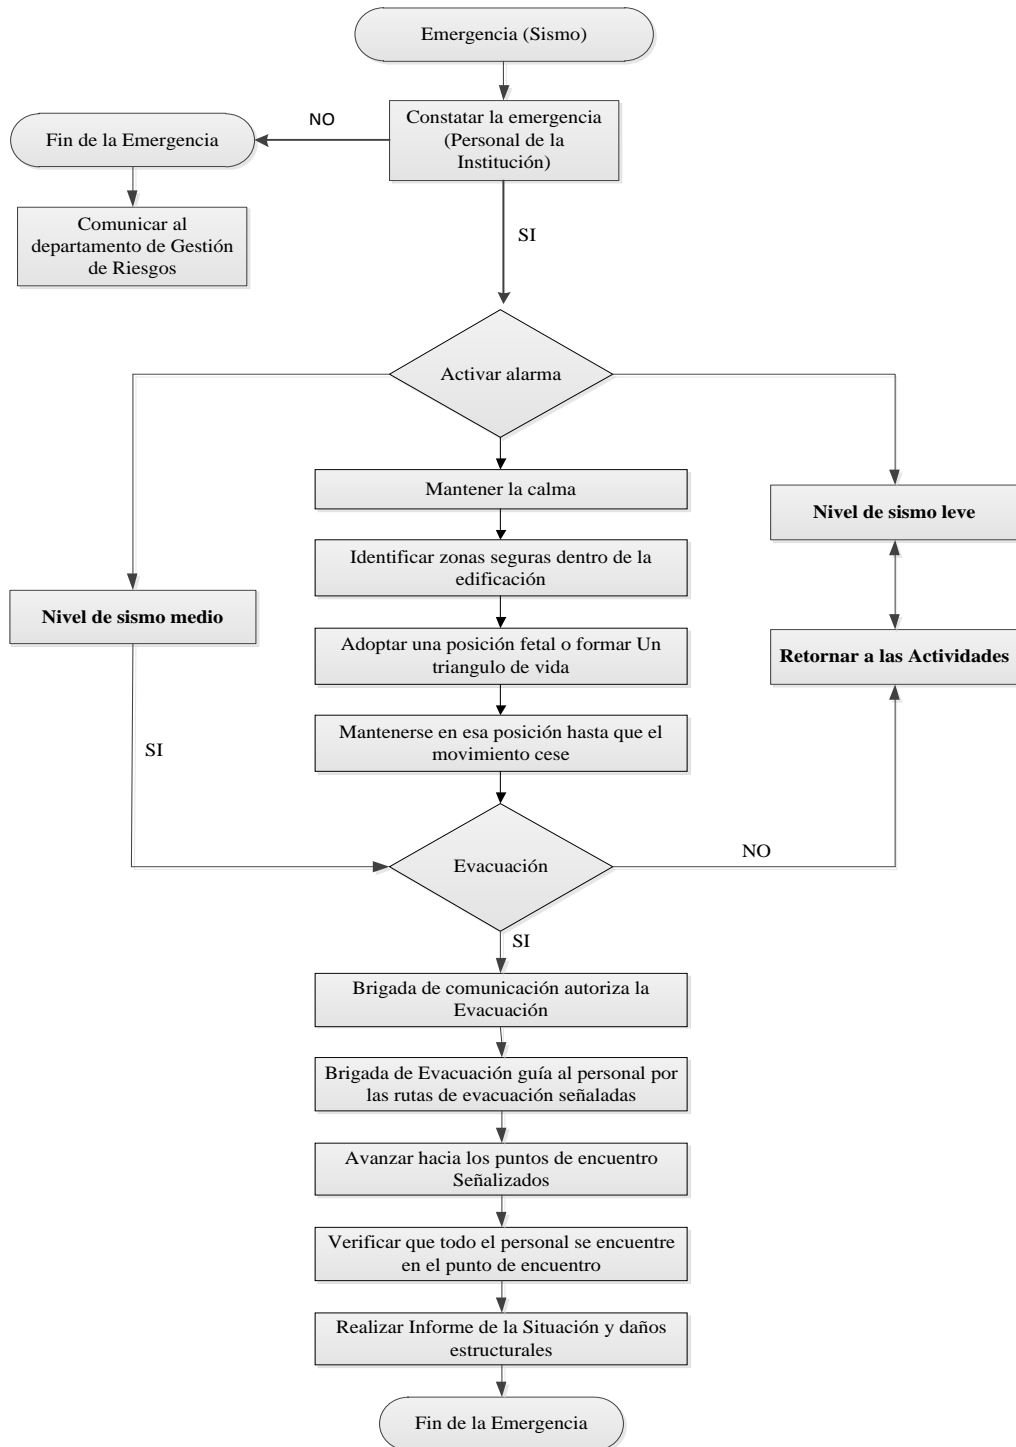 Emergencia (Sismo)
Constatar la emergencia
(Personal de la
Institución)
NO
Fin de la Emergencia
Comunicar al
departamento de Gestión
de Riesgos
SI
Activar alarma
Mantener la calma
Nivel de sismo leve
Identificar zonas seguras dentro de la
edificación
Nivel de sismo medio
Adoptar una posición fetal o formar Un
triangulo de vida
Retornar a las Actividades
Mantenerse en esa posición hasta que el
movimiento cese
SI
Evacuación
NO
SI
Brigada de comunicación autoriza la
Evacuación
Brigada de Evacuación guía al personal por
las rutas de evacuación señaladas
Avanzar hacia los puntos de encuentro
Señalizados
Verificar que todo el personal se encuentre
en el punto de encuentro
Realizar Informe de la Situación y daños
estructurales
Fin de la Emergencia